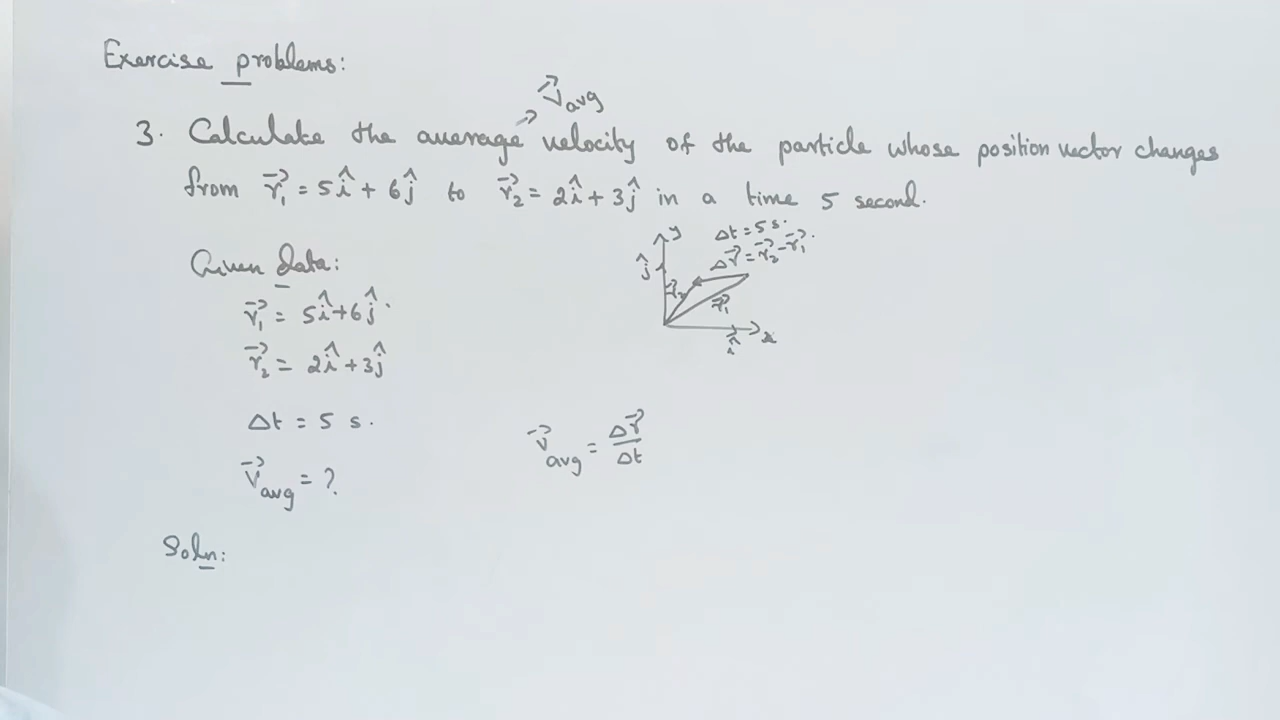 Exercise problems:
V⃗avg
3. Calculate the average velocity of the particle whose position vector changes
from r⃗₁ = 5î + 6ĵ to r⃗₂ = 2î + 3ĵ in a time 5 second.
Given data:
r⃗₁ = 5î + 6ĵ
r⃗₂ = 2î + 3ĵ
Δt = 5 s.
V⃗avg = ?
y
Δt = 5 s.
Δr⃗ = r⃗₂ - r⃗₁.
ĵ
r⃗₂
r⃗₁
î
x
V⃗avg = Δr⃗ / Δt
Soln: